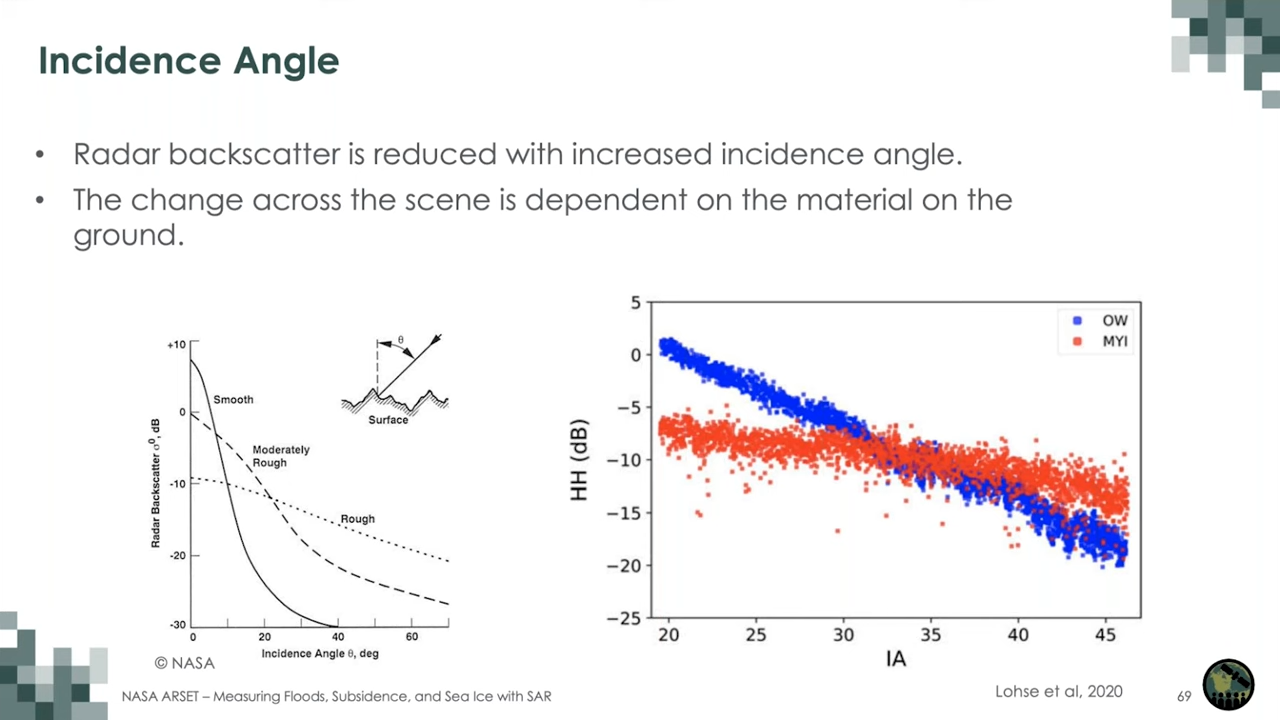 Incidence Angle
• Radar backscatter is reduced with increased incidence angle.
• The change across the scene is dependent on the material on the
ground.
+10
0
-10
-20
-30
Radar Backscatter σ⁰, dB
Smooth
Moderately
Rough
Rough
θ
Surface
0 20 40 60
Incidence Angle θ, deg
© NASA
5
0
−5
−10
−15
−20
−25
HH (dB)
OW
MYI
20 25 30 35 40 45
IA
Lohse et al, 2020
NASA ARSET – Measuring Floods, Subsidence, and Sea Ice with SAR
69